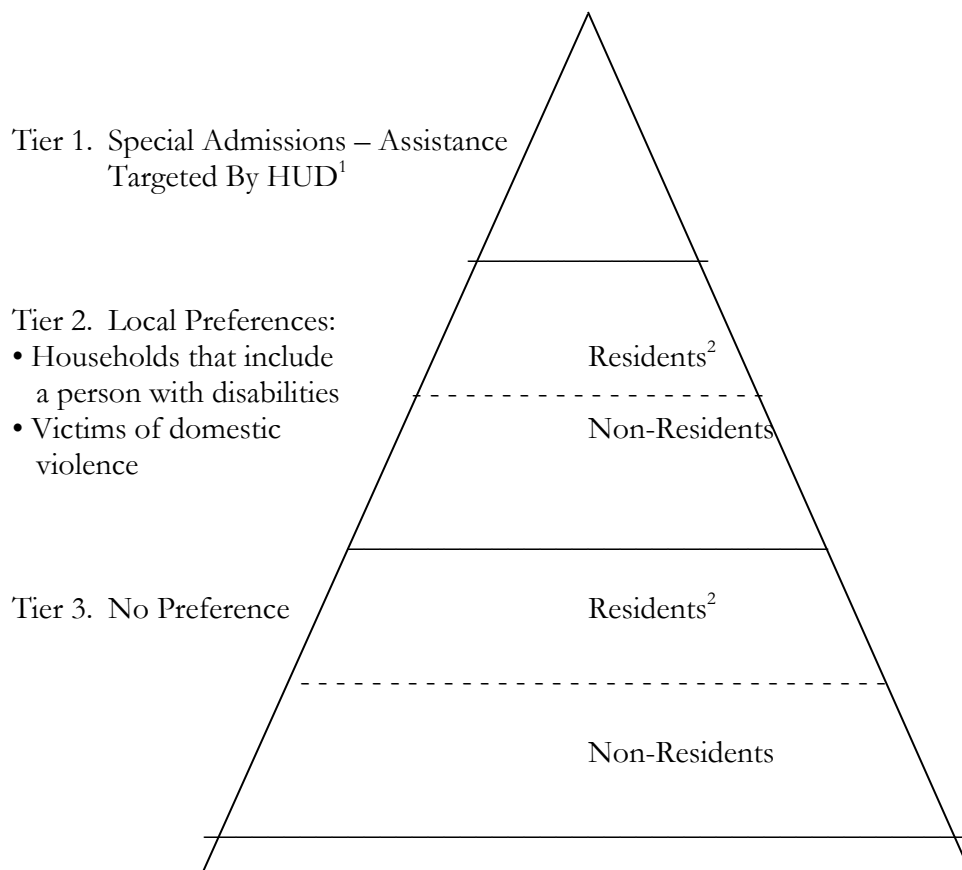 Tier 1. Special Admissions – Assistance
Targeted By HUD¹
Tier 2. Local Preferences:
• Households that include
a person with disabilities
• Victims of domestic
violence
Residents²
Non-Residents
Tier 3. No Preference
Residents²
Non-Residents